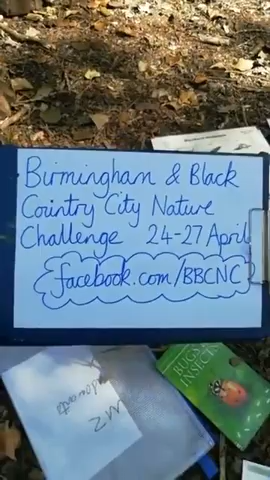 Birmingham & Black
Country City Nature
Challenge 24-27 April
facebook.com/BBCNC
BUGS &
INSECTS